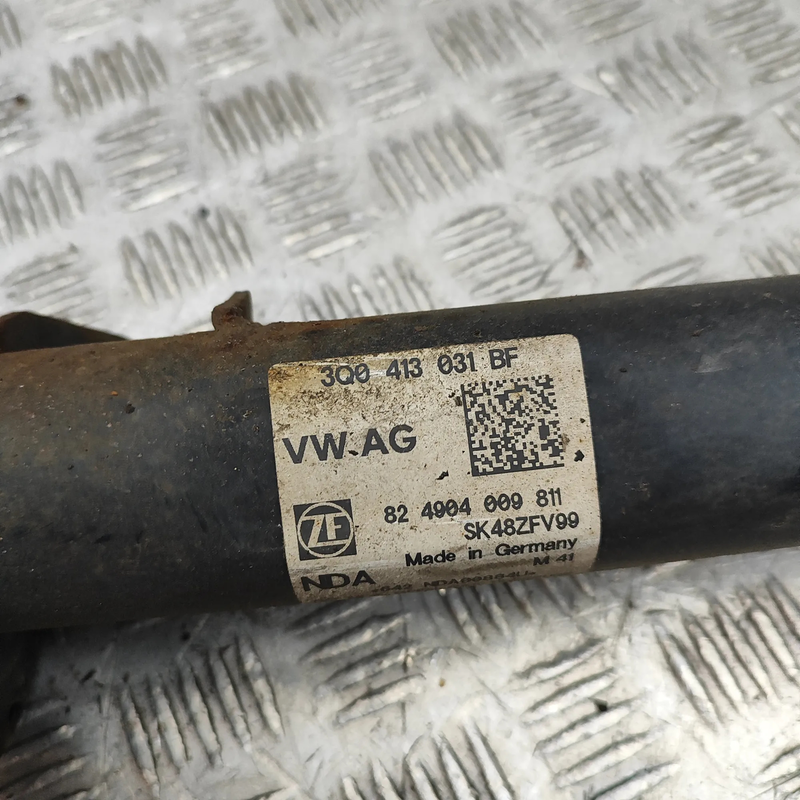 3Q0 413 031 BF
VW AG
ZF
82 4904 009 811
SK48ZFV99
Made in Germany
M 41
NDA